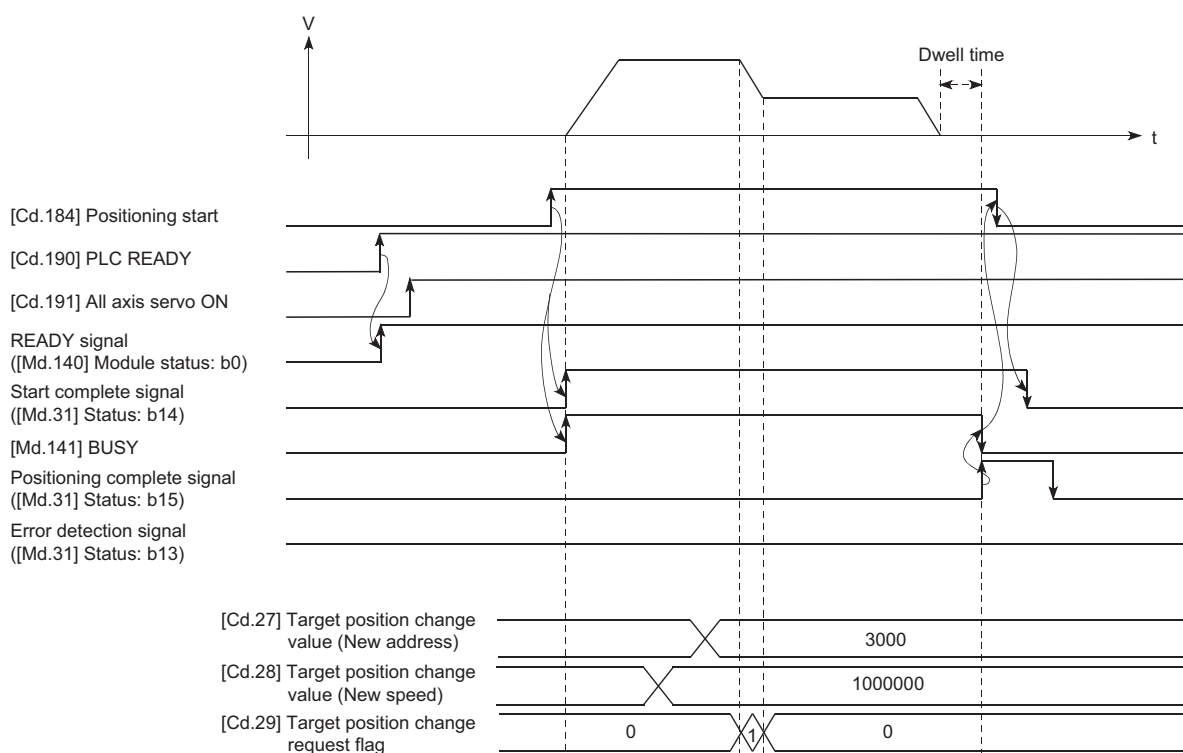 V
Dwell time
t
[Cd.184] Positioning start
[Cd.190] PLC READY
[Cd.191] All axis servo ON
READY signal
([Md.140] Module status: b0)
Start complete signal
([Md.31] Status: b14)
[Md.141] BUSY
Positioning complete signal
([Md.31] Status: b15)
Error detection signal
([Md.31] Status: b13)
[Cd.27] Target position change
value (New address)
3000
[Cd.28] Target position change
value (New speed)
1000000
[Cd.29] Target position change
request flag
0
1
0